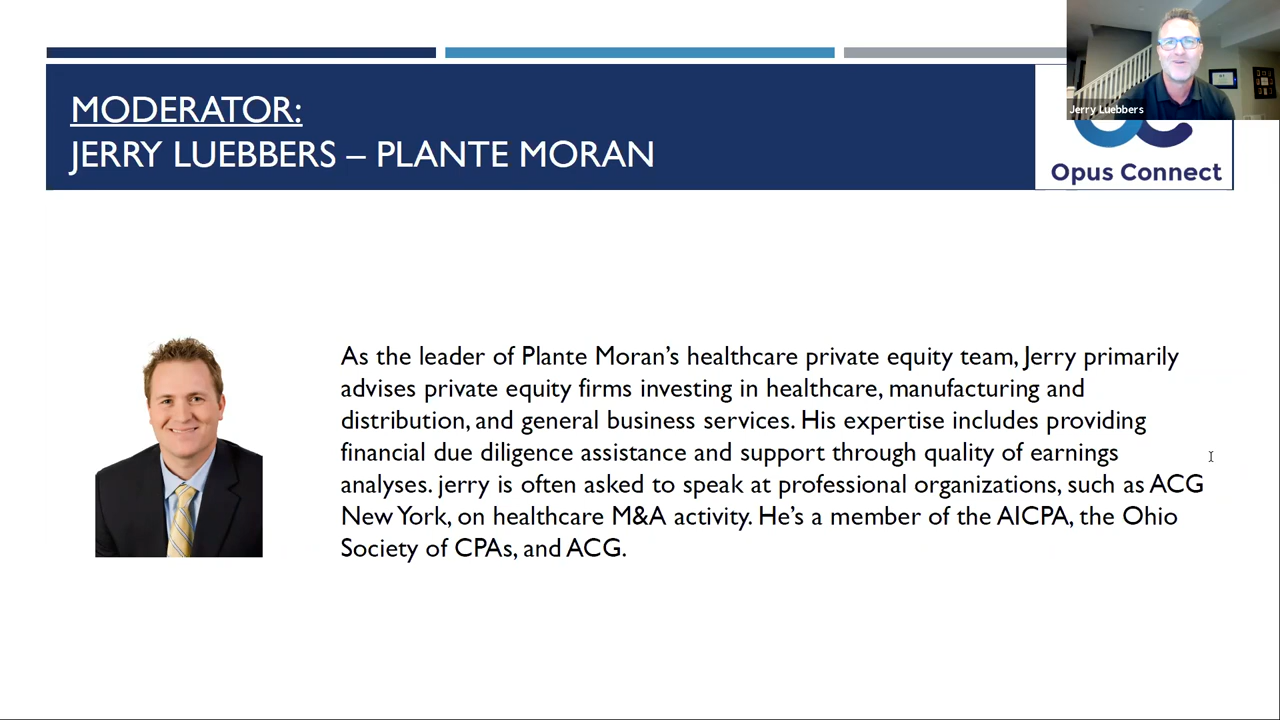 MODERATOR:
JERRY LUEBBERS – PLANTE MORAN
Jerry Luebbers
Opus Connect
As the leader of Plante Moran's healthcare private equity team, Jerry primarily
advises private equity firms investing in healthcare, manufacturing and
distribution, and general business services. His expertise includes providing
financial due diligence assistance and support through quality of earnings
analyses. jerry is often asked to speak at professional organizations, such as ACG
New York, on healthcare M&A activity. He's a member of the AICPA, the Ohio
Society of CPAs, and ACG.